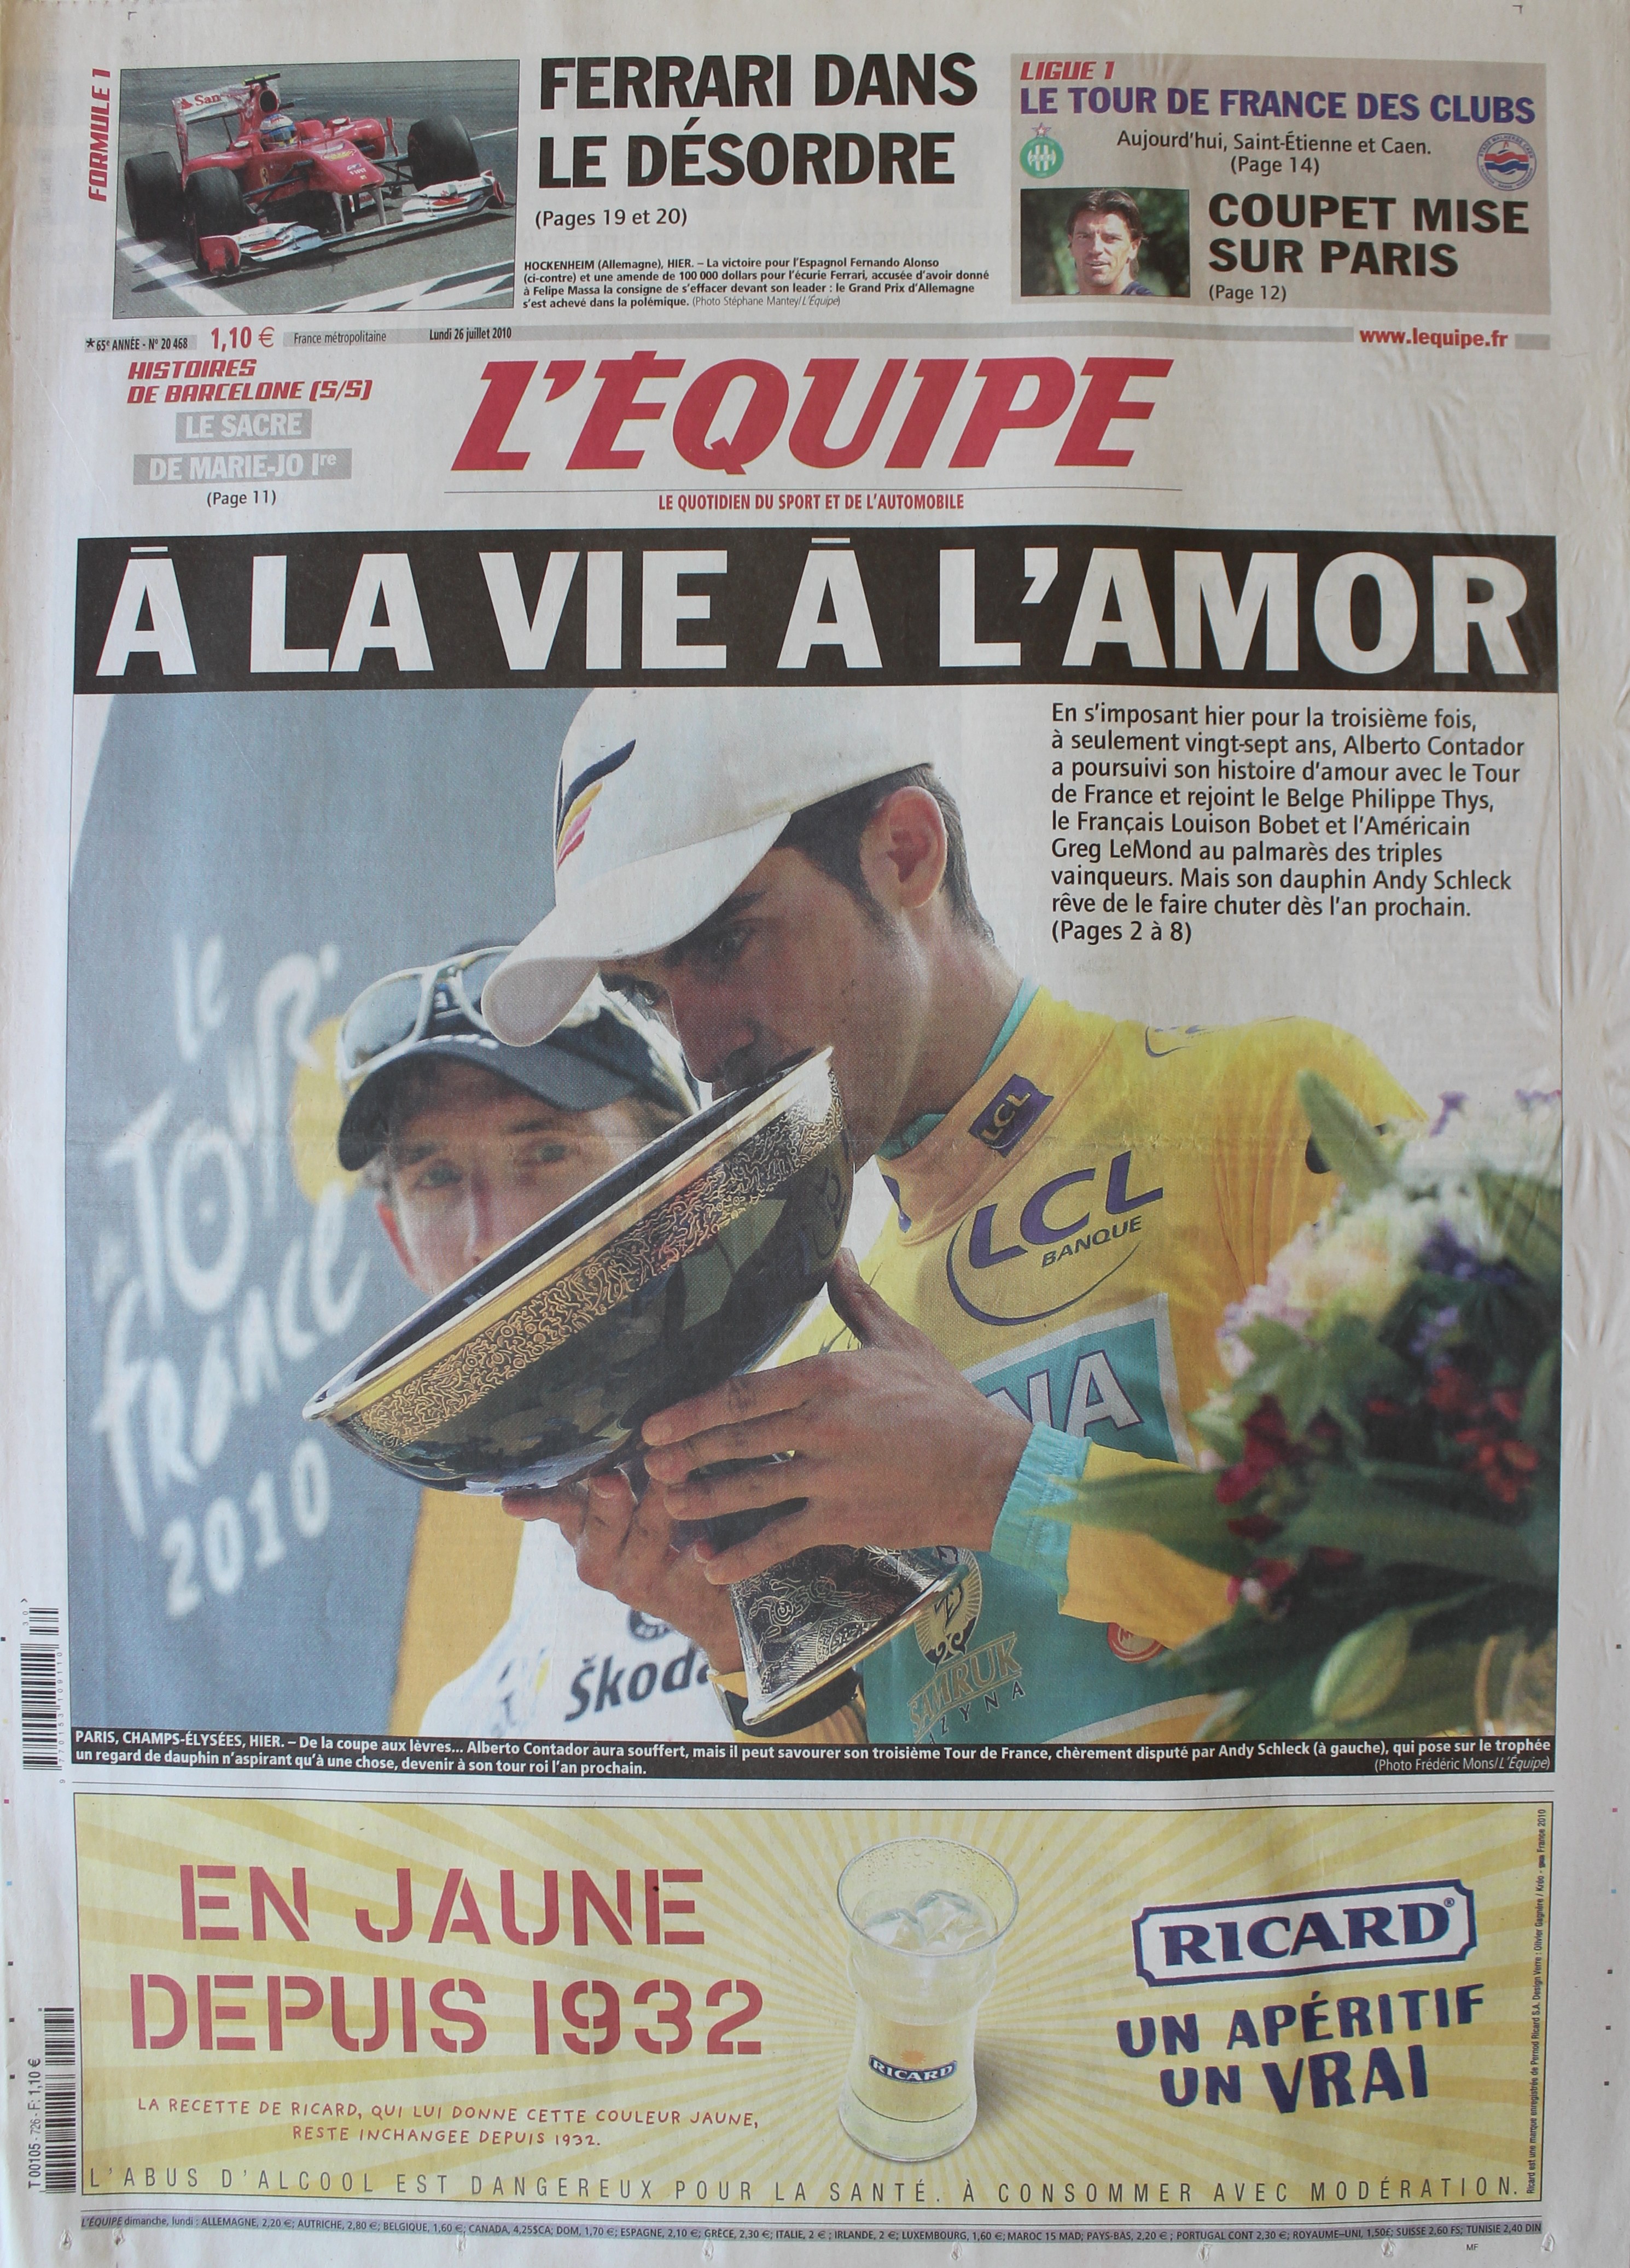 FORMULE 1
San
FERRARI DANS
LE DÉSORDRE
(Pages 19 et 20)
HOCKENHEIM (Allemagne), HIER. – La victoire pour l'Espagnol Fernando Alonso
(ci-contre) et une amende de 100 000 dollars pour l'écurie Ferrari, accusée d'avoir donné
à Felipe Massa la consigne de s'effacer devant son leader : le Grand Prix d'Allemagne
s'est achevé dans la polémique. (Photo Stéphane Mantey/L'Équipe)
LIGUE 1
LE TOUR DE FRANCE DES CLUBS
Aujourd'hui, Saint-Étienne et Caen.
(Page 14)
COUPET MISE
SUR PARIS
(Page 12)
*65e ANNÉE - N° 20 468 1,10 € France métropolitaine Lundi 26 juillet 2010 www.lequipe.fr
HISTOIRES
DE BARCELONE (5/5)
LE SACRE
DE MARIE-JO Ire
(Page 11)
L'ÉQUIPE
LE QUOTIDIEN DU SPORT ET DE L'AUTOMOBILE
À LA VIE À L'AMOR
En s'imposant hier pour la troisième fois,
à seulement vingt-sept ans, Alberto Contador
a poursuivi son histoire d'amour avec le Tour
de France et rejoint le Belge Philippe Thys,
le Français Louison Bobet et l'Américain
Greg LeMond au palmarès des triples
vainqueurs. Mais son dauphin Andy Schleck
rêve de le faire chuter dès l'an prochain.
(Pages 2 à 8)
le
TOUR
DE
FRANCE
2010
LCL
LCL
BANQUE
NA
Škoda
SAMRUK
ZYNA
PARIS, CHAMPS-ÉLYSÉES, HIER. – De la coupe aux lèvres... Alberto Contador aura souffert, mais il peut savourer son troisième Tour de France, chèrement disputé par Andy Schleck (à gauche), qui pose sur le trophée
un regard de dauphin n'aspirant qu'à une chose, devenir à son tour roi l'an prochain. (Photo Frédéric Mons/L'Équipe)
EN JAUNE
DEPUIS 1932
LA RECETTE DE RICARD, QUI LUI DONNE CETTE COULEUR JAUNE,
RESTE INCHANGEE DEPUIS 1932.
RICARD
RICARD®
UN APÉRITIF
UN VRAI
L'ABUS D'ALCOOL EST DANGEREUX POUR LA SANTÉ. À CONSOMMER AVEC MODÉRATION.
T 00105 - 726 - F: 1,10 €
L'ÉQUIPE dimanche, lundi : ALLEMAGNE, 2,20 €; AUTRICHE, 2,80 €; BELGIQUE, 1,60 €; CANADA, 4,25$CA; DOM, 1,70 €; ESPAGNE, 2,10 €; GRÈCE, 2,30 €; ITALIE, 2 € ; IRLANDE, 2 €; LUXEMBOURG, 1,60 €; MAROC 15 MAD; PAYS-BAS, 2,20 € ; PORTUGAL CONT 2,30 €; ROYAUME–UNI, 1,50£; SUISSE 2,60 FS; TUNISIE 2,40 DIN
MF